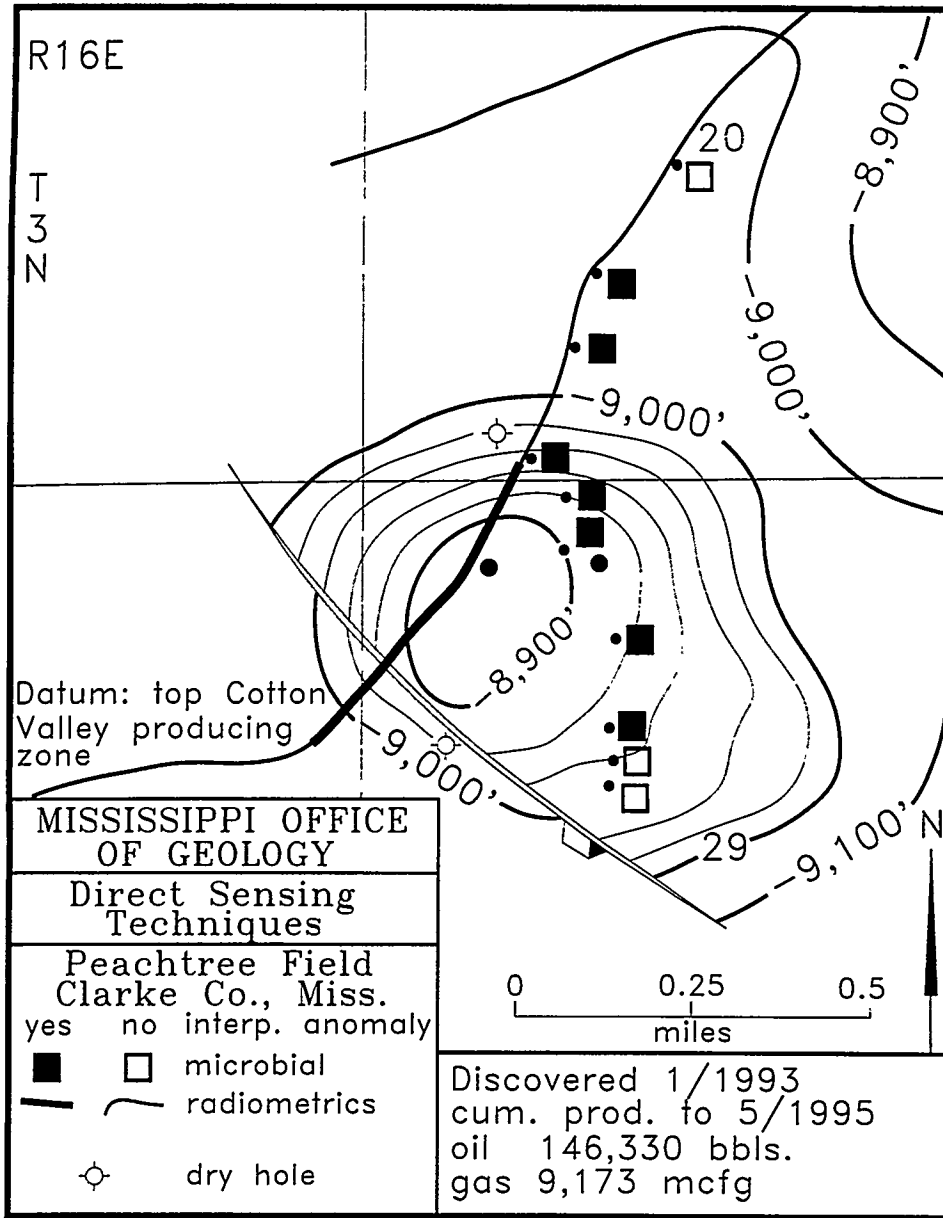 R16E
T
3
N
20
-8,900'
-9,000'
-9,000'
-8,900'
Datum: top Cotton
Valley producing
zone
-9,000'
29
-9,100'
N
MISSISSIPPI OFFICE
OF GEOLOGY
Direct Sensing
Techniques
Peachtree Field
Clarke Co., Miss.
yes no interp. anomaly
microbial
radiometrics
dry hole
0 0.25 0.5
miles
Discovered 1/1993
cum. prod. to 5/1995
oil 146,330 bbls.
gas 9,173 mcfg